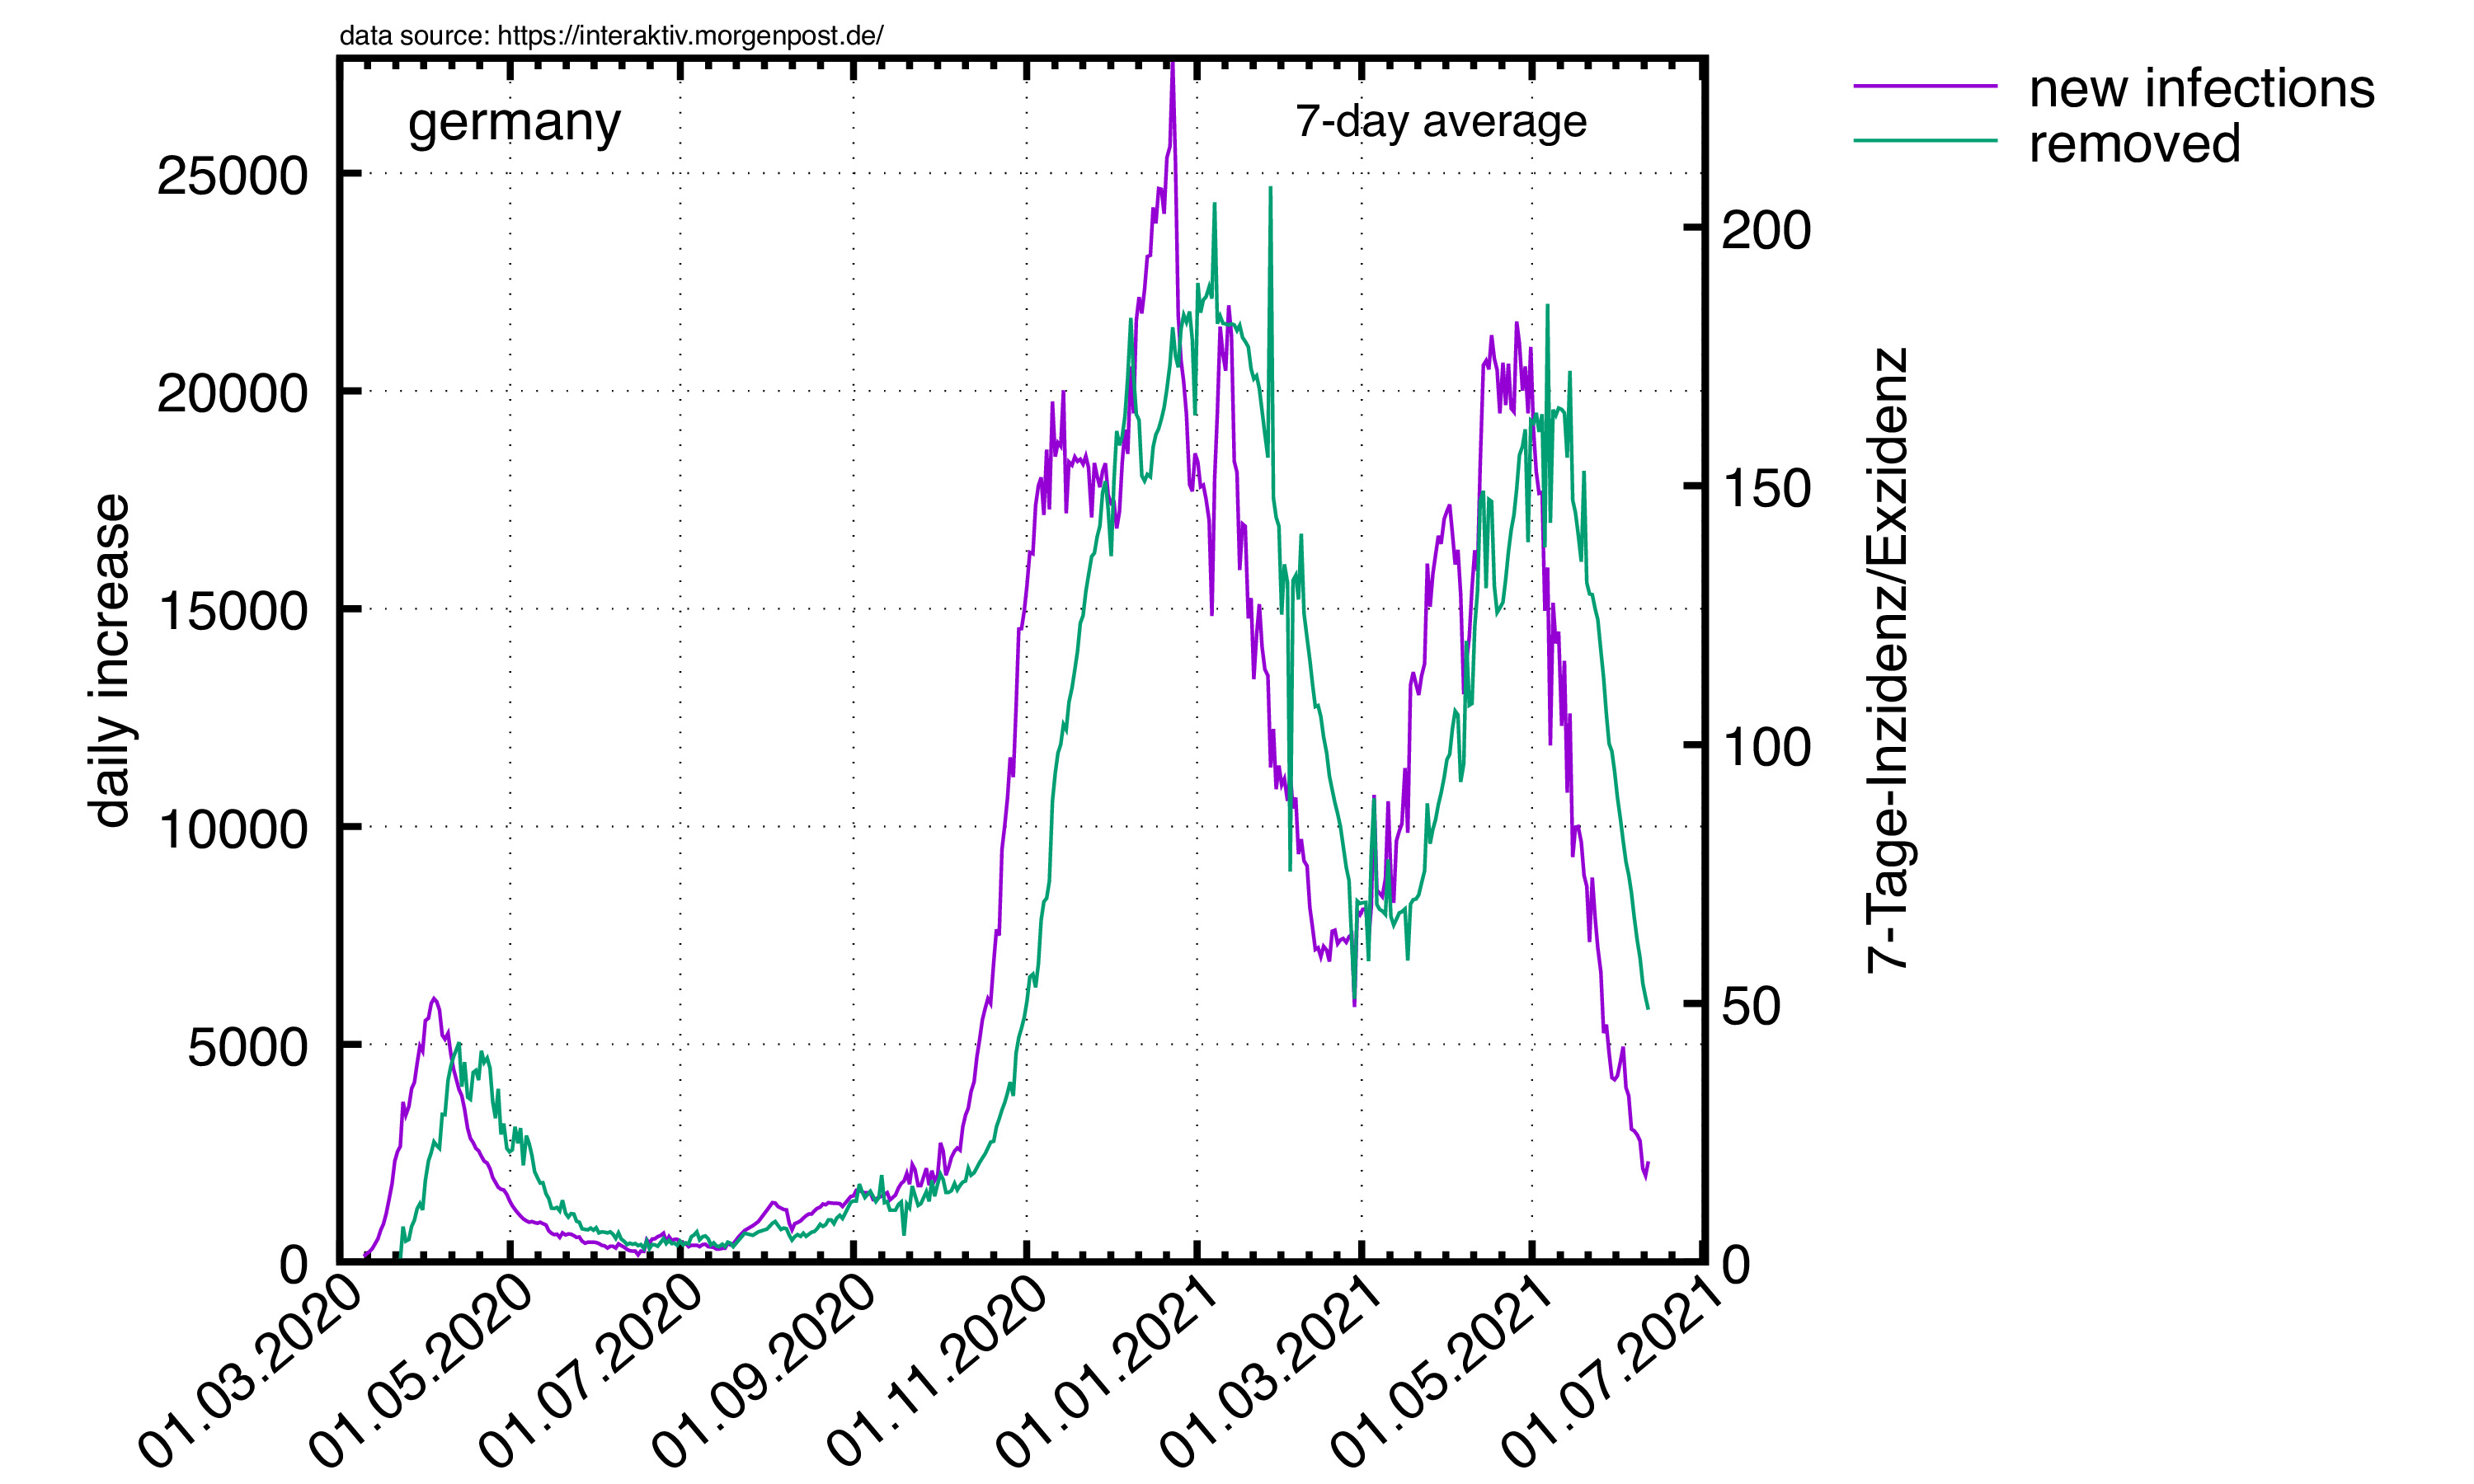 data source: https://interaktiv.morgenpost.de/
germany
7-day average
new infections
removed
daily increase
25000
20000
15000
10000
5000
0
200
150
100
50
0
7-Tage-Inzidenz/Exzidenz
01.03.2020
01.05.2020
01.07.2020
01.09.2020
01.11.2020
01.01.2021
01.03.2021
01.05.2021
01.07.2021